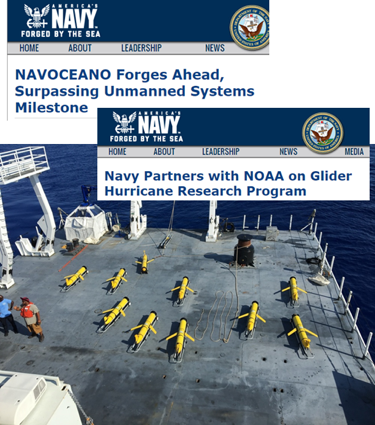 AMERICA'S
NAVY.
FORGED BY THE SEA
HOME ABOUT LEADERSHIP NEWS
NAVOCEANO Forges Ahead,
Surpassing Unmanned Systems
Milestone
AMERICA'S
NAVY.
FORGED BY THE SEA
HOME ABOUT LEADERSHIP NEWS MEDIA
Navy Partners with NOAA on Glider
Hurricane Research Program